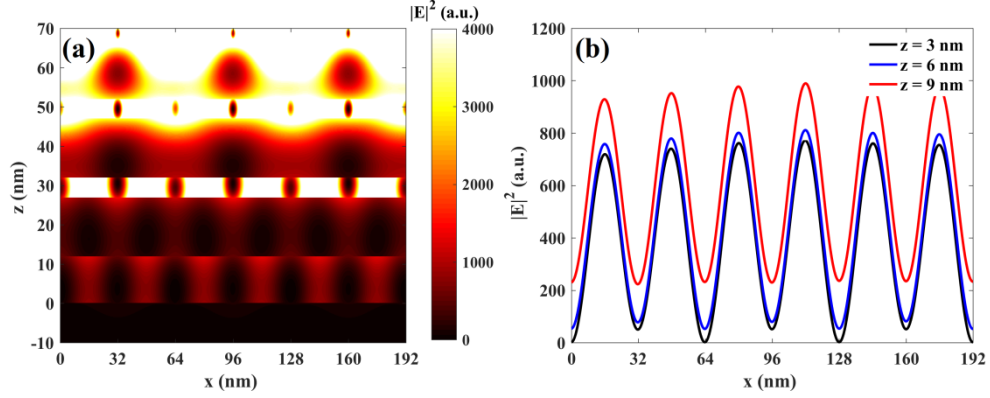 |E|² (a.u.)
(a)
70
60
50
40
30
20
10
0
-10
z (nm)
0 32 64 96 128 160 192
x (nm)
4000
3000
2000
1000
0
(b)
z = 3 nm
z = 6 nm
z = 9 nm
1200
1000
800
600
400
200
0
|E|² (a.u.)
0 32 64 96 128 160 192
x (nm)